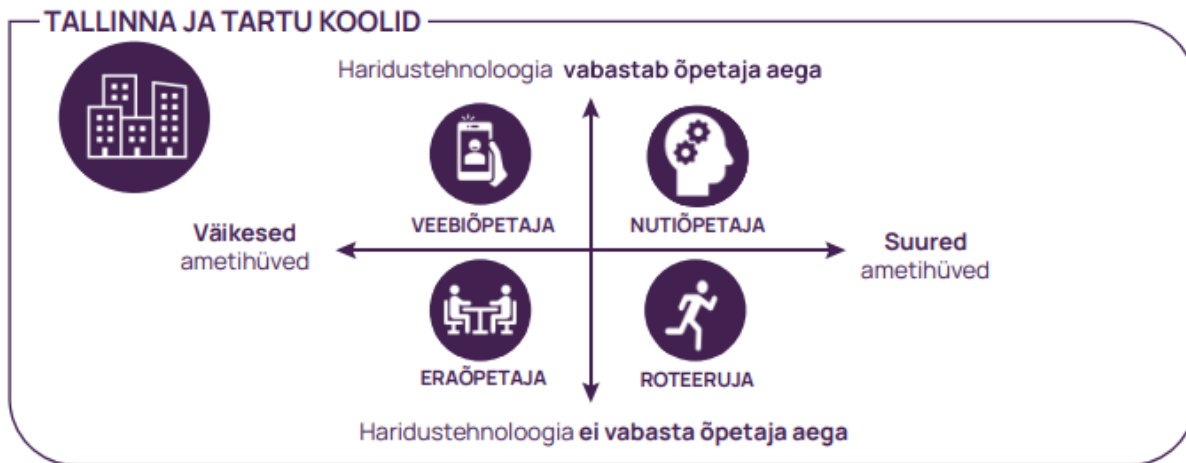 TALLINNA JA TARTU KOOLID
Haridustehnoloogia vabastab õpetaja aega
VEEBIÕPETAJA
NUTIÕPETAJA
Väikesed
ametihüved
Suured
ametihüved
ERAÕPETAJA
ROTEERUJA
Haridustehnoloogia ei vabasta õpetaja aega